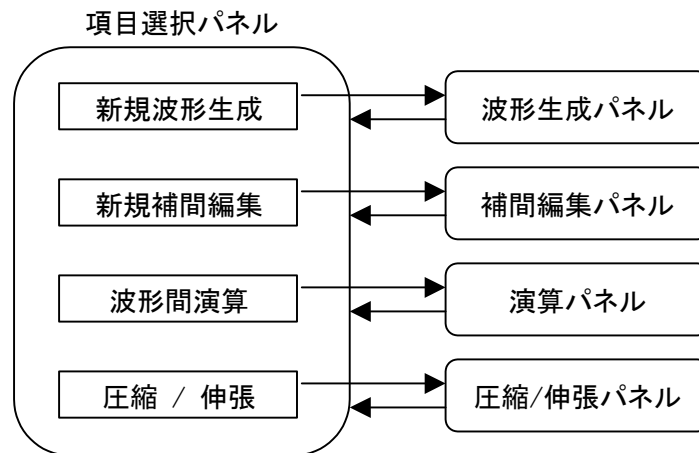 項目選択パネル
新規波形生成
波形生成パネル
新規補間編集
補間編集パネル
波形間演算
演算パネル
圧縮 / 伸張
圧縮/伸張パネル